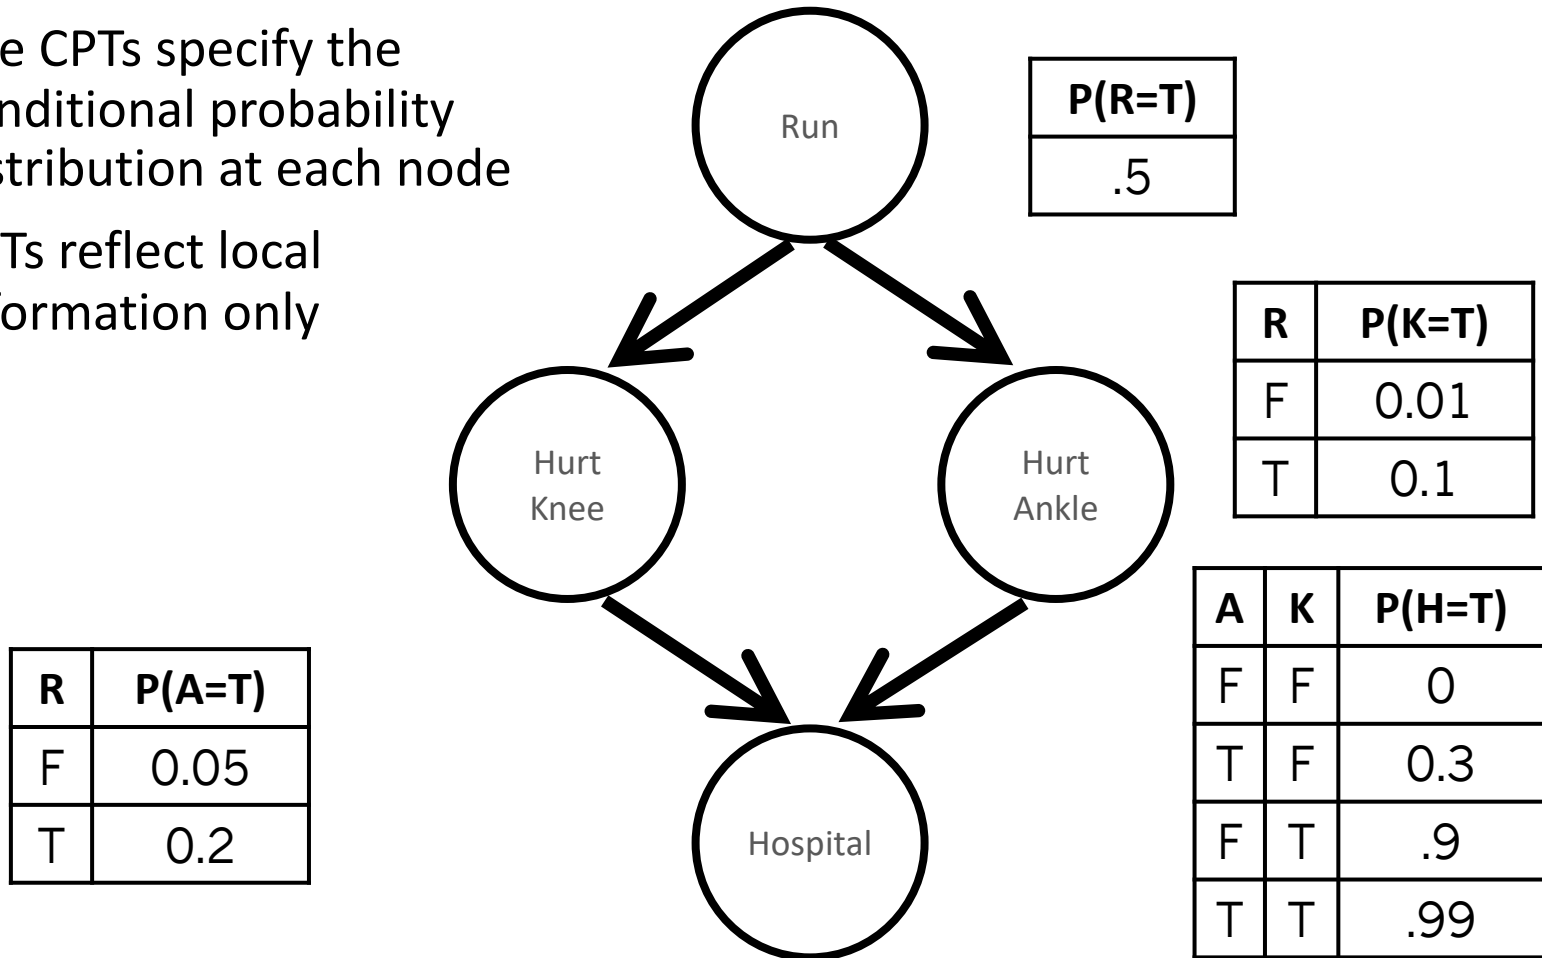 e CPTs specify the
nditional probability
stribution at each node
Ts reflect local
formation only
Run
P(R=T)
.5
R P(K=T)
F 0.01
T 0.1
Hurt
Knee
Hurt
Ankle
A K P(H=T)
F F 0
T F 0.3
F T .9
T T .99
R P(A=T)
F 0.05
T 0.2
Hospital